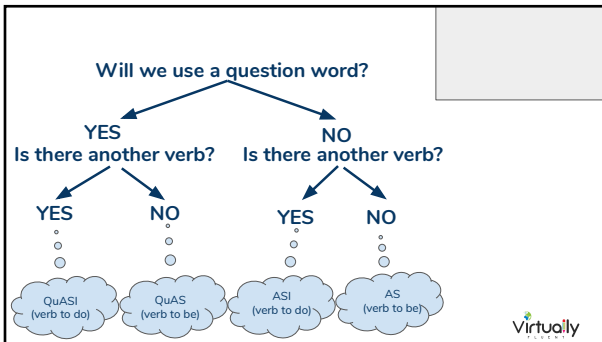 Will we use a question word?
YES
Is there another verb?
NO
Is there another verb?
YES
NO
YES
NO
QuASI
(verb to do)
QuAS
(verb to be)
ASI
(verb to do)
AS
(verb to be)
Virtually
FLUENT